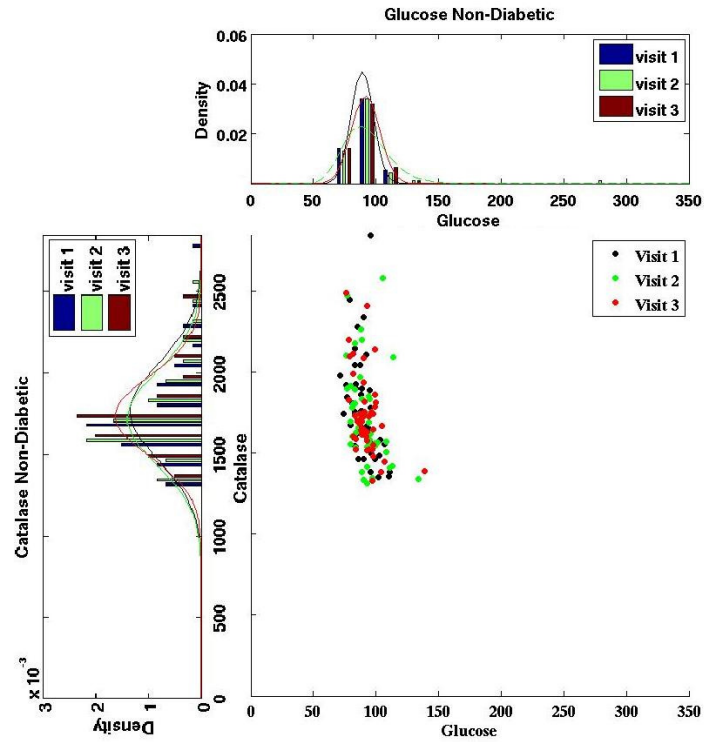 Glucose Non-Diabetic
0.06
0.04
0.02
Density
visit 1
visit 2
visit 3
0 50 100 150 200 250 300 350
Glucose
visit 1
visit 2
visit 3
Catalase Non-Diabetic
x 10^-3
3 2 1 0
Density
2500
2000
1500
1000
500
0
Catalase
Visit 1
Visit 2
Visit 3
0 50 100 150 200 250 300 350
Glucose